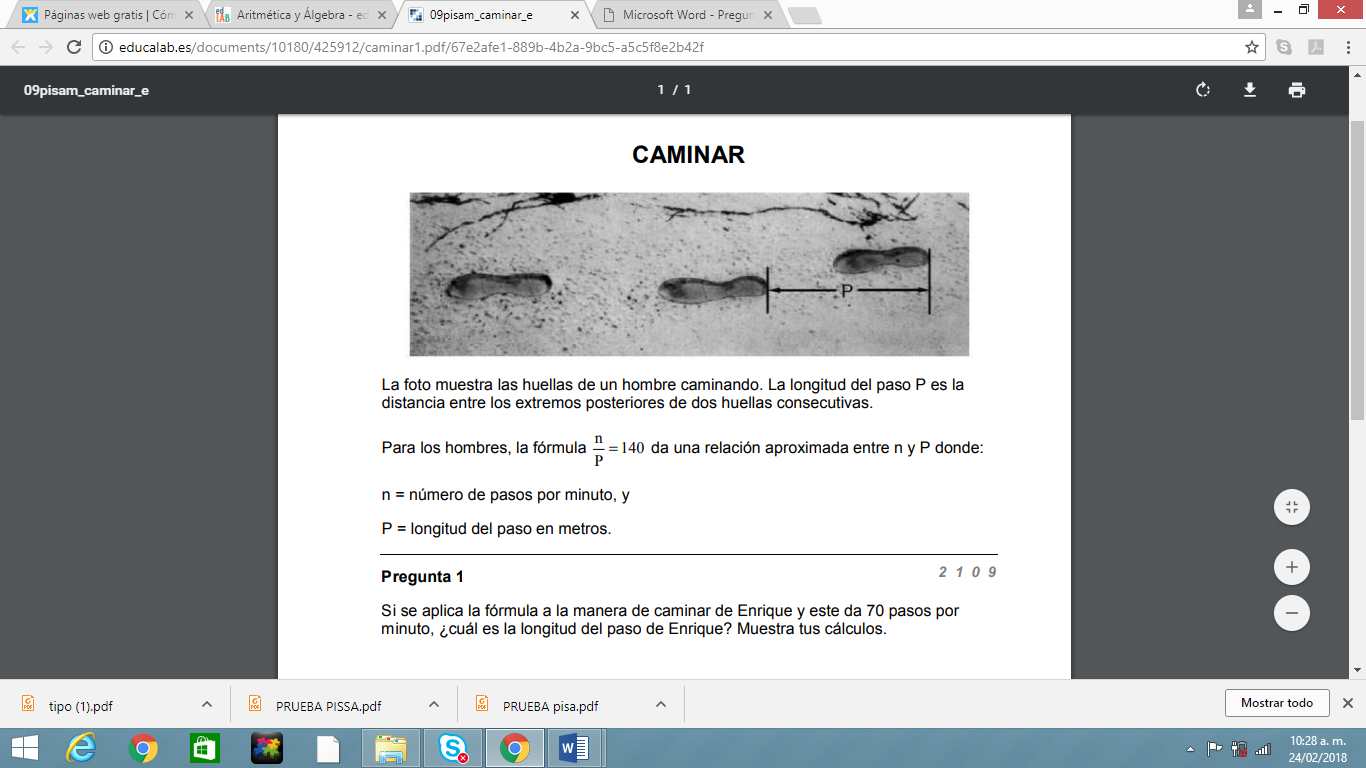 Páginas web gratis | Cóm
Aritmética y Álgebra - ed
09pisam_caminar_e
Microsoft Word - Pregun
educalab.es/documents/10180/425912/caminar1.pdf/67e2afe1-889b-4b2a-9bc5-a5c5f8e2b42f
09pisam_caminar_e
1 / 1
CAMINAR
P
La foto muestra las huellas de un hombre caminando. La longitud del paso P es la
distancia entre los extremos posteriores de dos huellas consecutivas.
Para los hombres, la fórmula n/P = 140 da una relación aproximada entre n y P donde:
n = número de pasos por minuto, y
P = longitud del paso en metros.
Pregunta 1
2 1 0 9
Si se aplica la fórmula a la manera de caminar de Enrique y este da 70 pasos por
minuto, ¿cuál es la longitud del paso de Enrique? Muestra tus cálculos.
tipo (1).pdf
PRUEBA PISSA.pdf
PRUEBA pisa.pdf
Mostrar todo
10:28 a. m.
24/02/2018